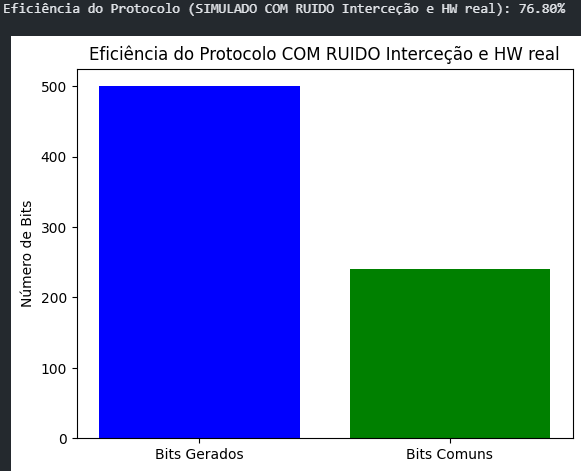 Eficiência do Protocolo (SIMULADO COM RUIDO Interceção e HW real): 76.80%
Eficiência do Protocolo COM RUIDO Interceção e HW real
500
400
300
200
100
0
Número de Bits
Bits Gerados
Bits Comuns